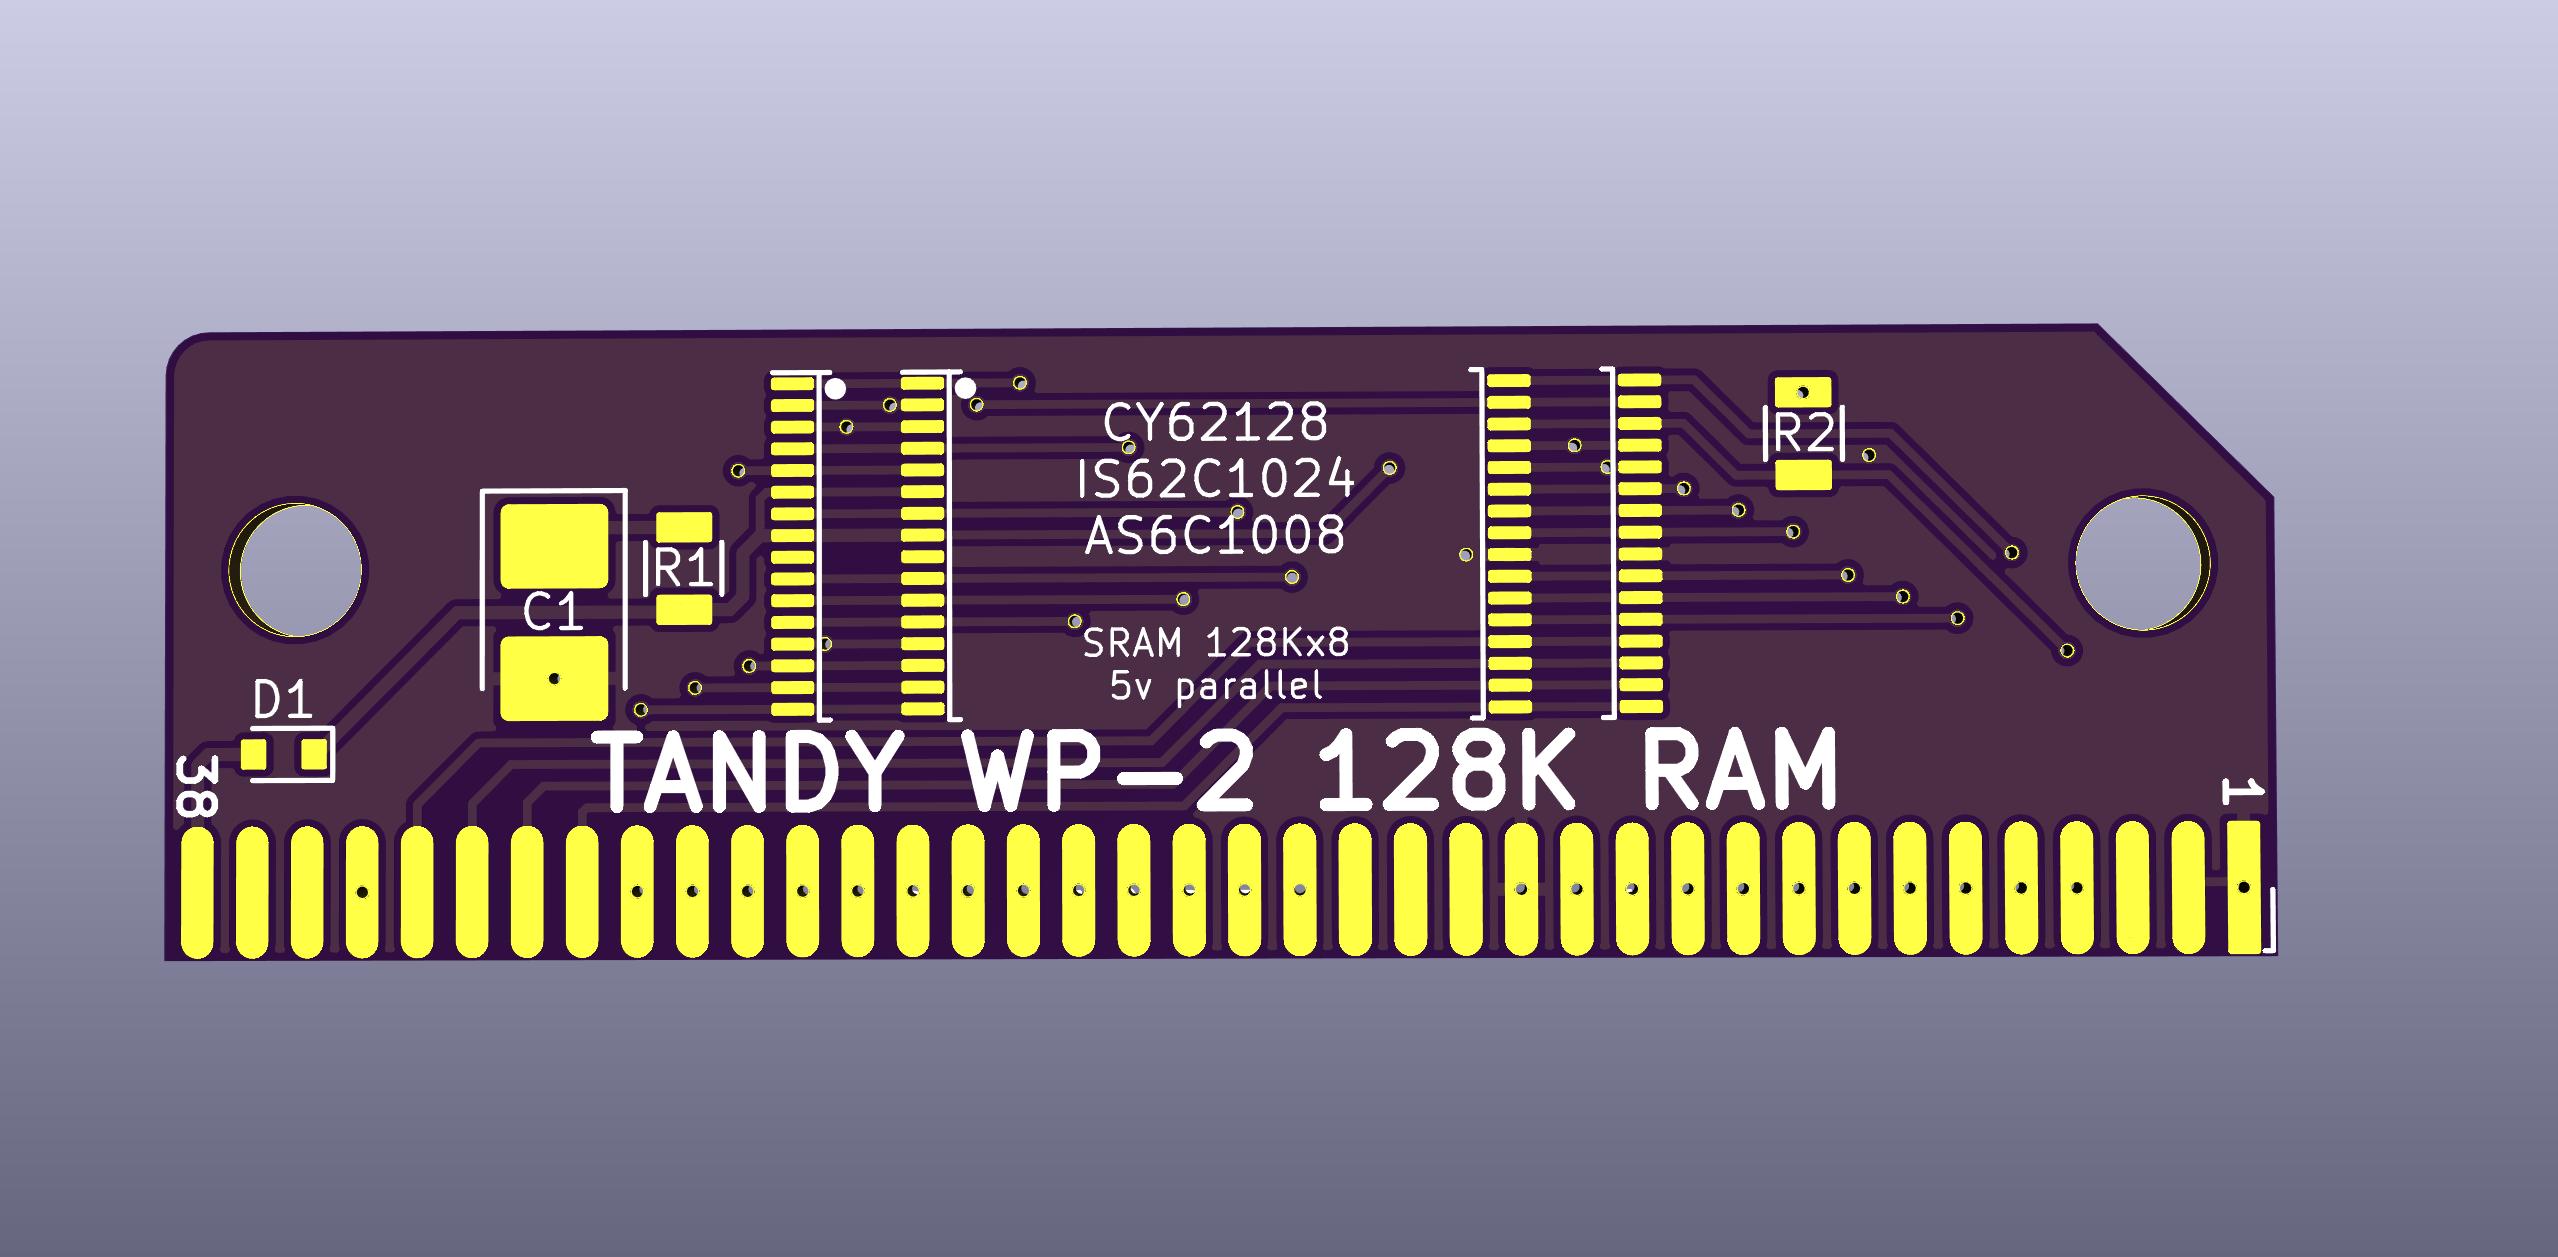 CY62128
IS62C1024
AS6C1008
R2
R1
C1
SRAM 128Kx8
5v parallel
D1
TANDY WP-2 128K RAM
38
1